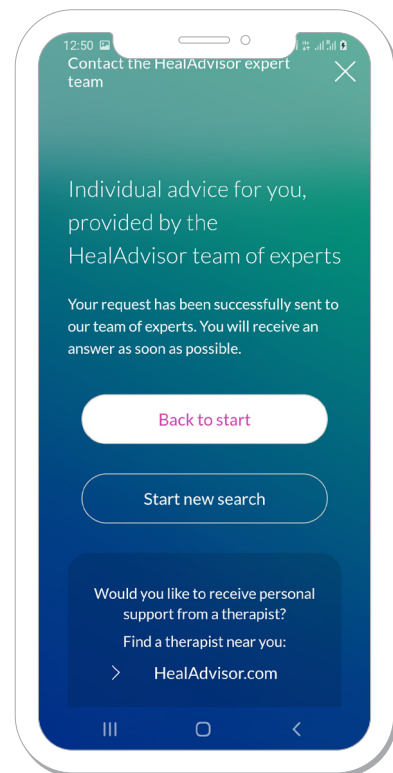 12:50
Contact the HealAdvisor expert
team
Individual advice for you,
provided by the
HealAdvisor team of experts
Your request has been successfully sent to
our team of experts. You will receive an
answer as soon as possible.
Back to start
Start new search
Would you like to receive personal
support from a therapist?
Find a therapist near you:
HealAdvisor.com